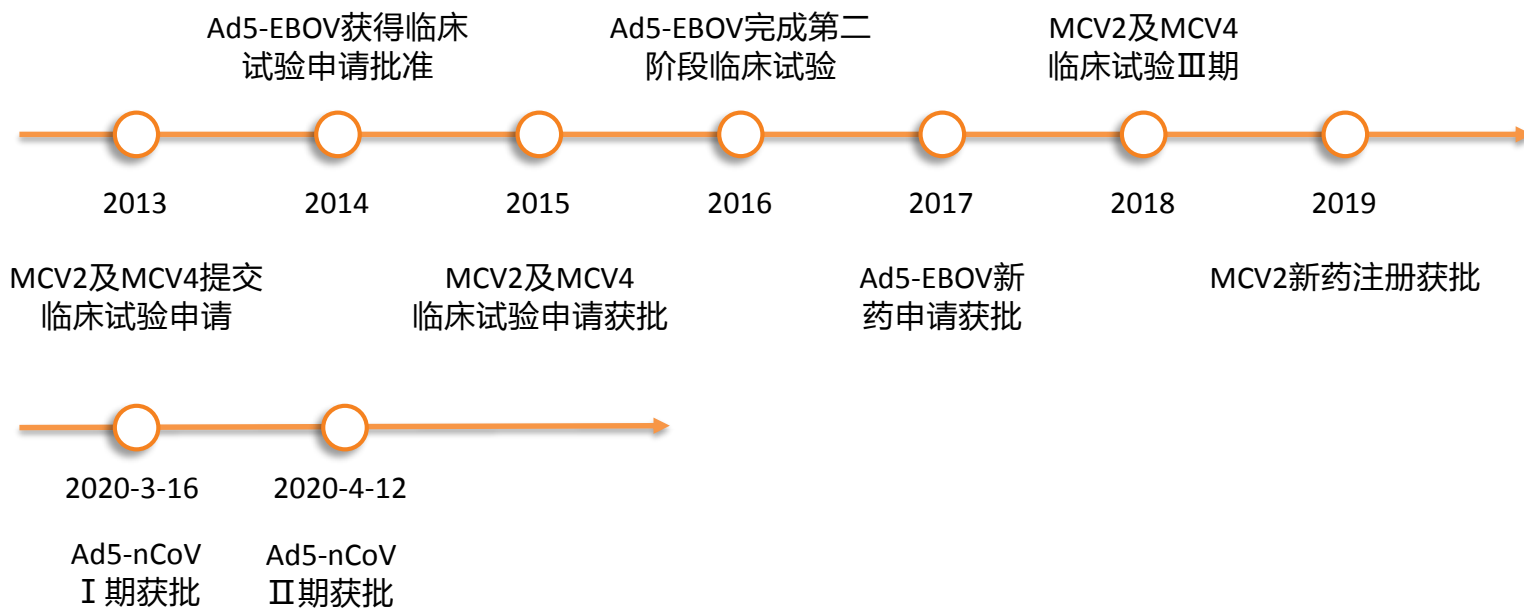 Ad5-EBOV获得临床
试验申请批准
Ad5-EBOV完成第二
阶段临床试验
MCV2及MCV4
临床试验Ⅲ期
2013
2014
2015
2016
2017
2018
2019
MCV2及MCV4提交
临床试验申请
MCV2及MCV4
临床试验申请获批
Ad5-EBOV新
药申请获批
MCV2新药注册获批
2020-3-16
2020-4-12
Ad5-nCoV
Ⅰ期获批
Ad5-nCoV
Ⅱ期获批